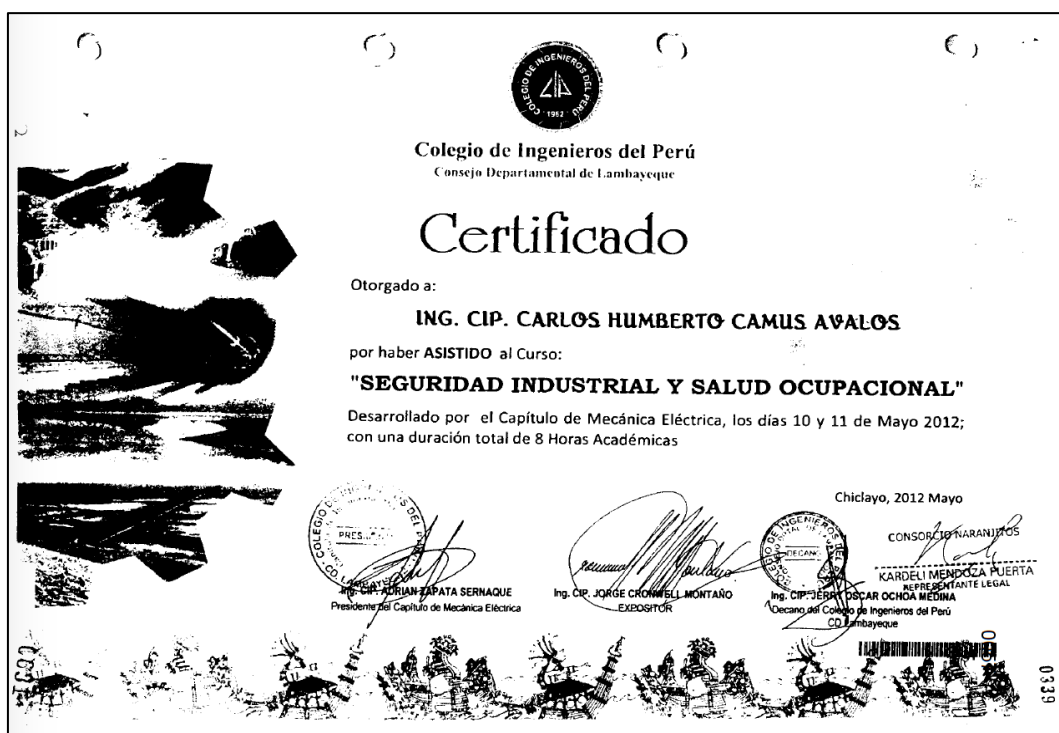 COLEGIO DE INGENIEROS DEL PERÚ
1962
Colegio de Ingenieros del Perú
Consejo Departamental de Lambayeque
Certificado
Otorgado a:
ING. CIP. CARLOS HUMBERTO CAMUS AVALOS
por haber ASISTIDO al Curso:
"SEGURIDAD INDUSTRIAL Y SALUD OCUPACIONAL"
Desarrollado por el Capítulo de Mecánica Eléctrica, los días 10 y 11 de Mayo 2012;
con una duración total de 8 Horas Académicas
Chiclayo, 2012 Mayo
CONSORCIO NARANJITOS
KARDELI MENDOZA PUERTA
REPRESENTANTE LEGAL
Ing. CIP. ADRIAN ZAPATA SERNAQUE
Presidente del Capítulo de Mecánica Eléctrica
Ing. CIP. JORGE CROMWELL MONTAÑO
EXPOSITOR
DECANO
Ing. CIP. JERRY OSCAR OCHOA MEDINA
Decano del Colegio de Ingenieros del Perú
CD Lambayeque
0339